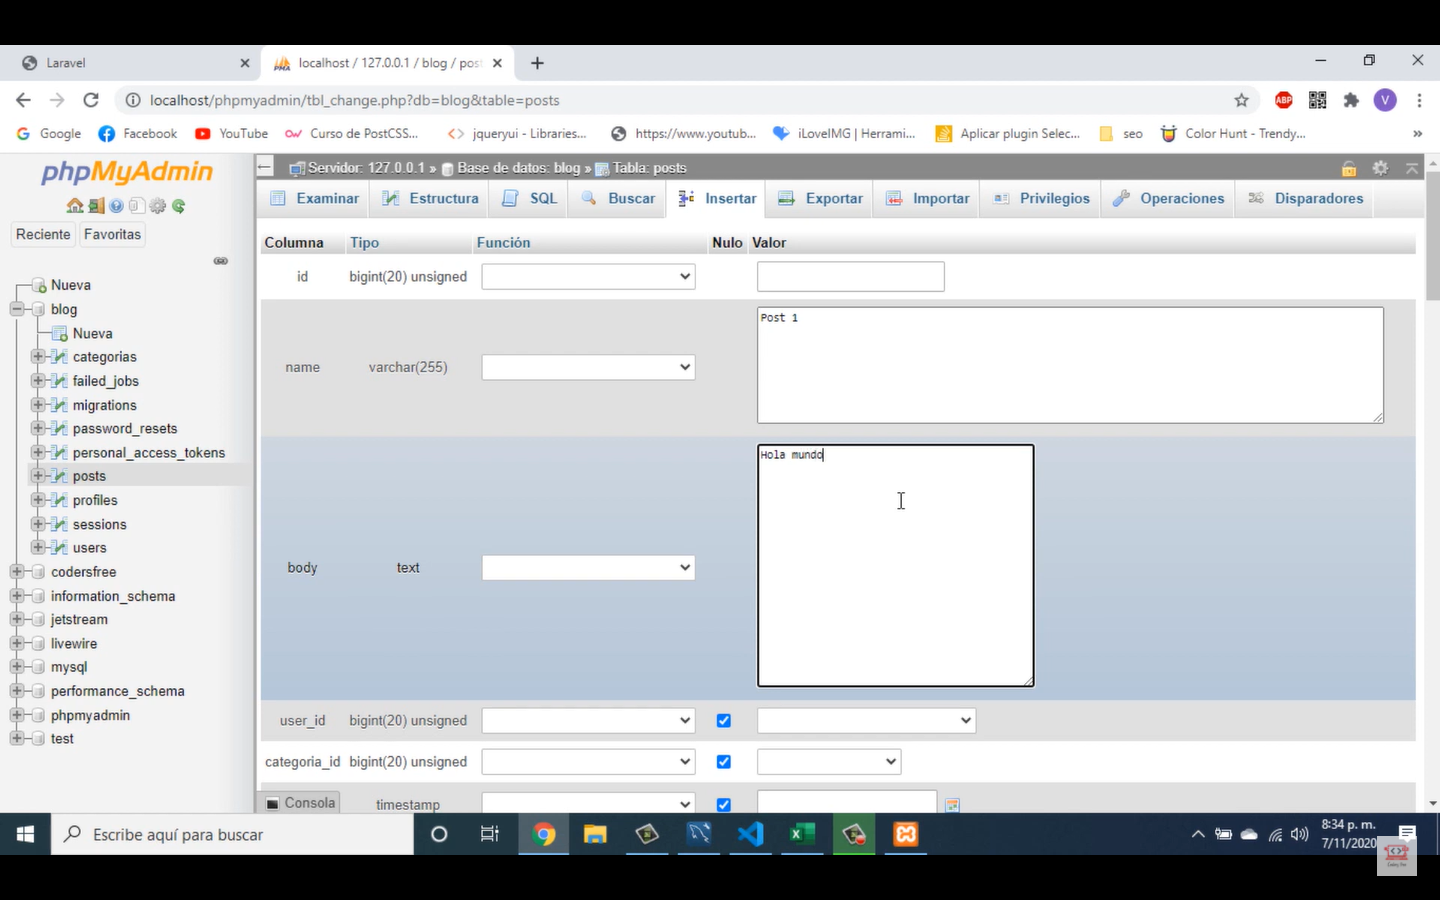 Laravel
localhost / 127.0.0.1 / blog / pos
localhost/phpmyadmin/tbl_change.php?db=blog&table=posts
ABP
V
Google
Facebook
YouTube
Curso de PostCSS...
jqueryui - Libraries...
https://www.youtub...
iLoveIMG | Herrami...
Aplicar plugin Selec...
seo
Color Hunt - Trendy...
»
phpMyAdmin
Reciente
Favoritas
Nueva
blog
Nueva
categorias
failed_jobs
migrations
password_resets
personal_access_tokens
posts
profiles
sessions
users
codersfree
information_schema
jetstream
livewire
mysql
performance_schema
phpmyadmin
test
Servidor: 127.0.0.1 » Base de datos: blog » Tabla: posts
Examinar
Estructura
SQL
Buscar
Insertar
Exportar
Importar
Privilegios
Operaciones
Disparadores
Columna Tipo Función Nulo Valor
id bigint(20) unsigned
name varchar(255) Post 1
body text Hola mundo
user_id bigint(20) unsigned
categoria_id bigint(20) unsigned
Consola timestamp
Escribe aquí para buscar
8:34 p. m.
7/11/2020